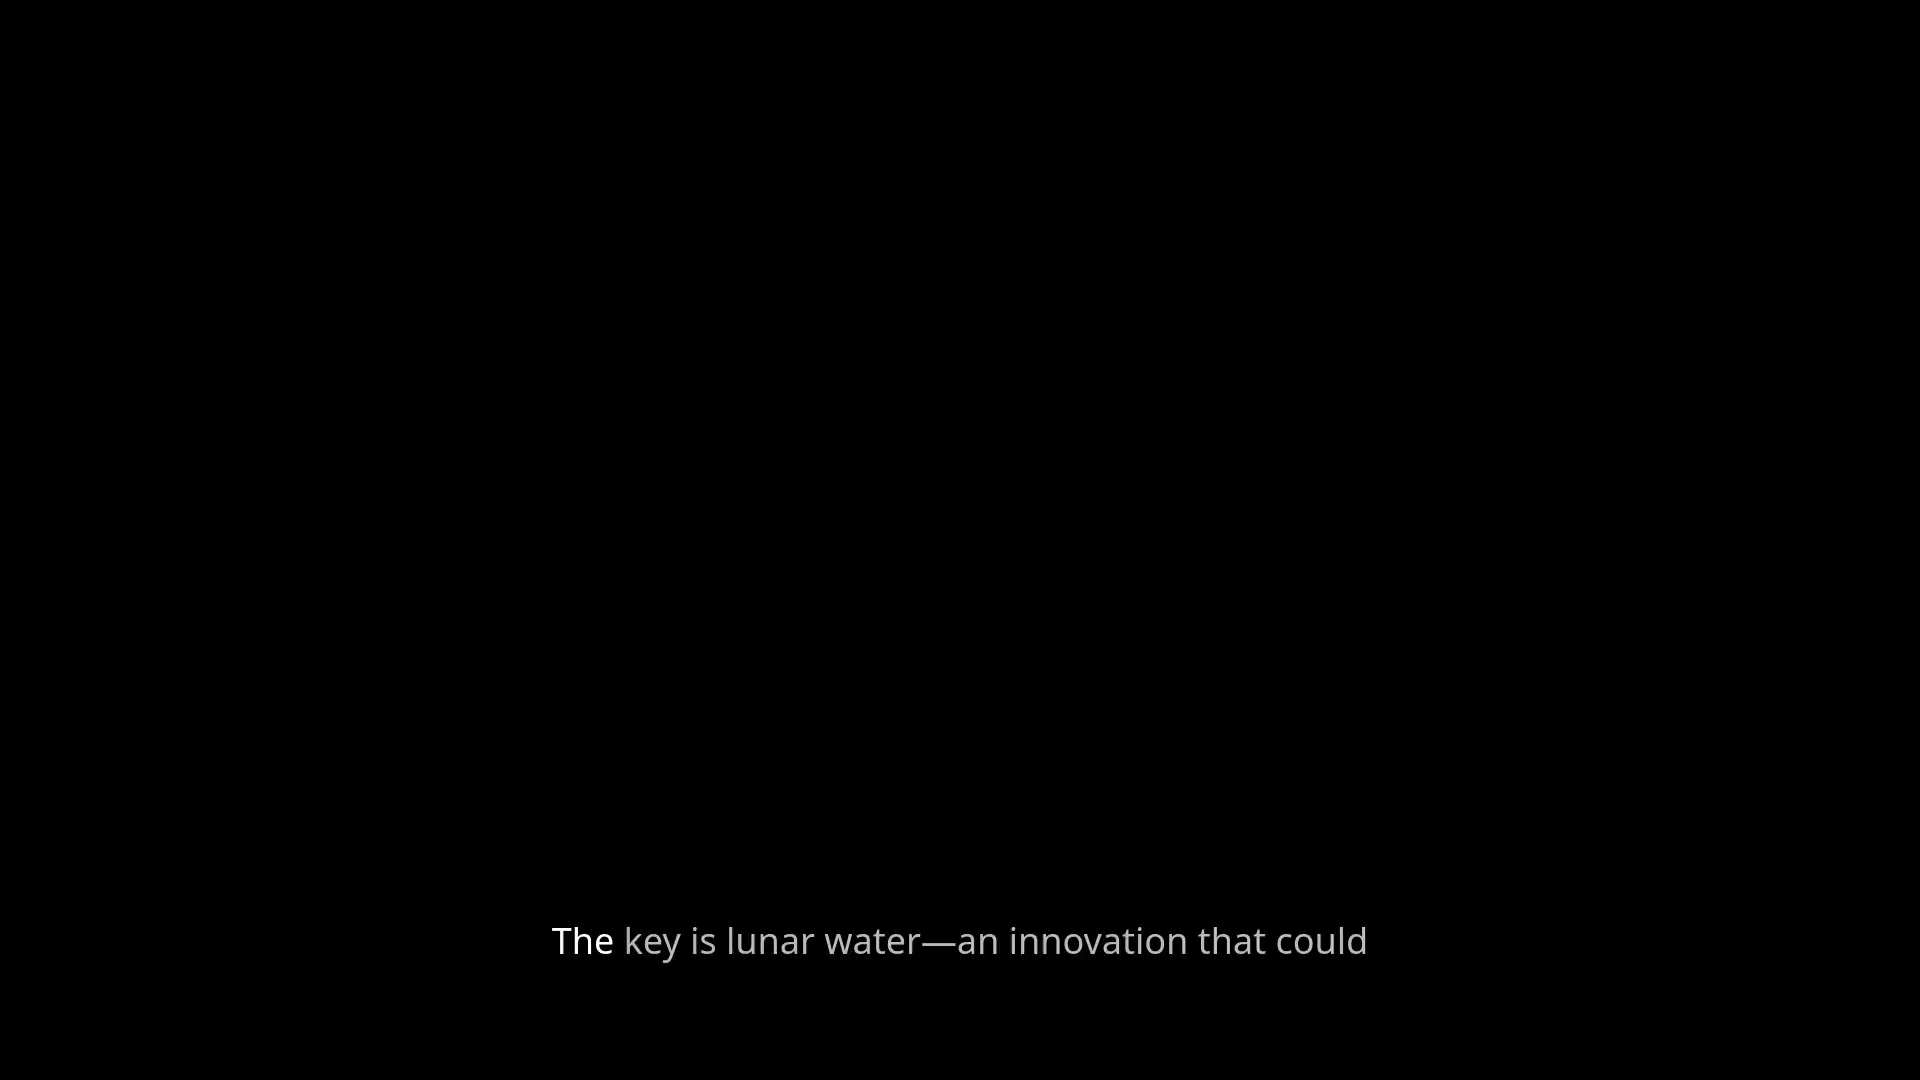 The key is lunar water—an innovation that could